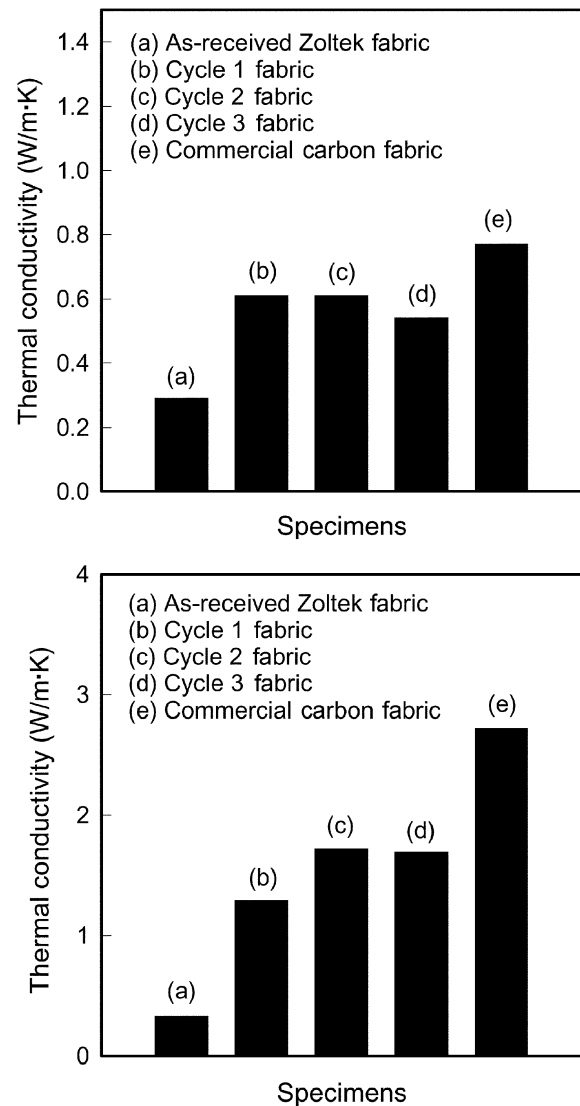 1.4
1.2
1.0
0.8
0.6
0.4
0.2
0.0
Thermal conductivity (W/m·K)
(a) As-received Zoltek fabric
(b) Cycle 1 fabric
(c) Cycle 2 fabric
(d) Cycle 3 fabric
(e) Commercial carbon fabric
(a)
(b)
(c)
(d)
(e)
Specimens
4
3
2
1
0
Thermal conductivity (W/m·K)
(a) As-received Zoltek fabric
(b) Cycle 1 fabric
(c) Cycle 2 fabric
(d) Cycle 3 fabric
(e) Commercial carbon fabric
(a)
(b)
(c)
(d)
(e)
Specimens